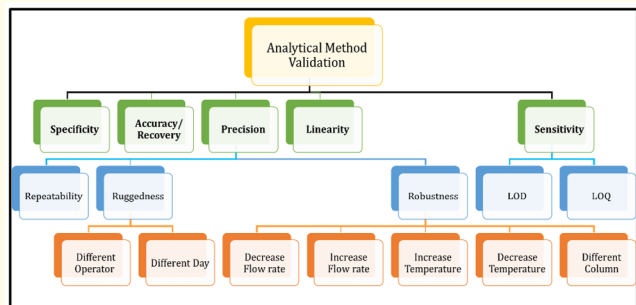 Analytical Method
Validation
Specificity
Accuracy/
Recovery
Precision
Linearity
Sensitivity
Repeatability
Ruggedness
Robustness
LOD
LOQ
Different
Operator
Different Day
Decrease
Flow rate
Increase
Flow rate
Increase
Temperature
Decrease
Temperature
Different
Column